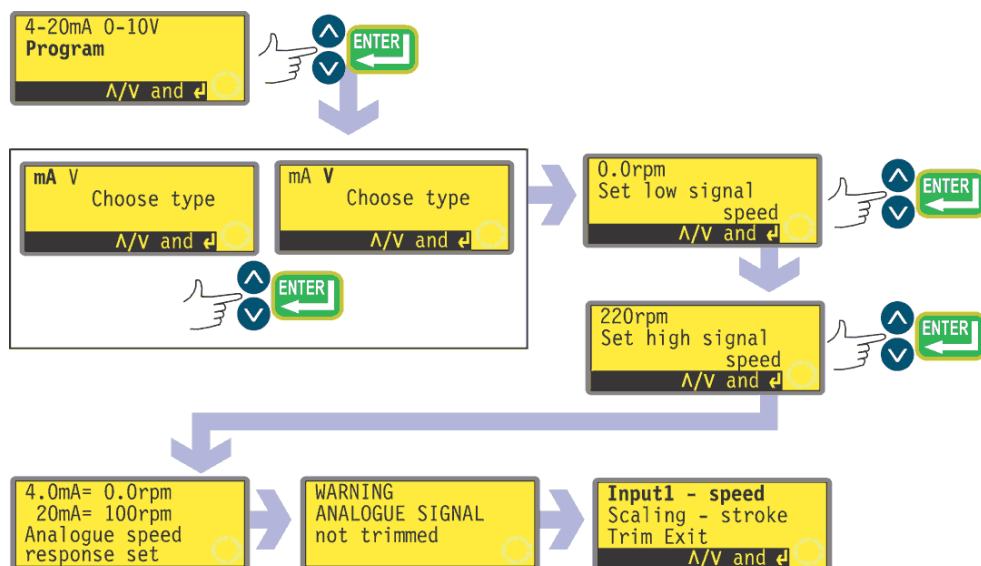 4-20mA 0-10V
Program
∧/∨ and ↲
ENTER
mA V
Choose type
∧/∨ and ↲
mA V
Choose type
∧/∨ and ↲
ENTER
0.0rpm
Set low signal
speed
∧/∨ and ↲
ENTER
220rpm
Set high signal
speed
∧/∨ and ↲
ENTER
4.0mA= 0.0rpm
20mA= 100rpm
Analogue speed
response set
WARNING
ANALOGUE SIGNAL
not trimmed
Input1 - speed
Scaling - stroke
Trim Exit
∧/∨ and ↲